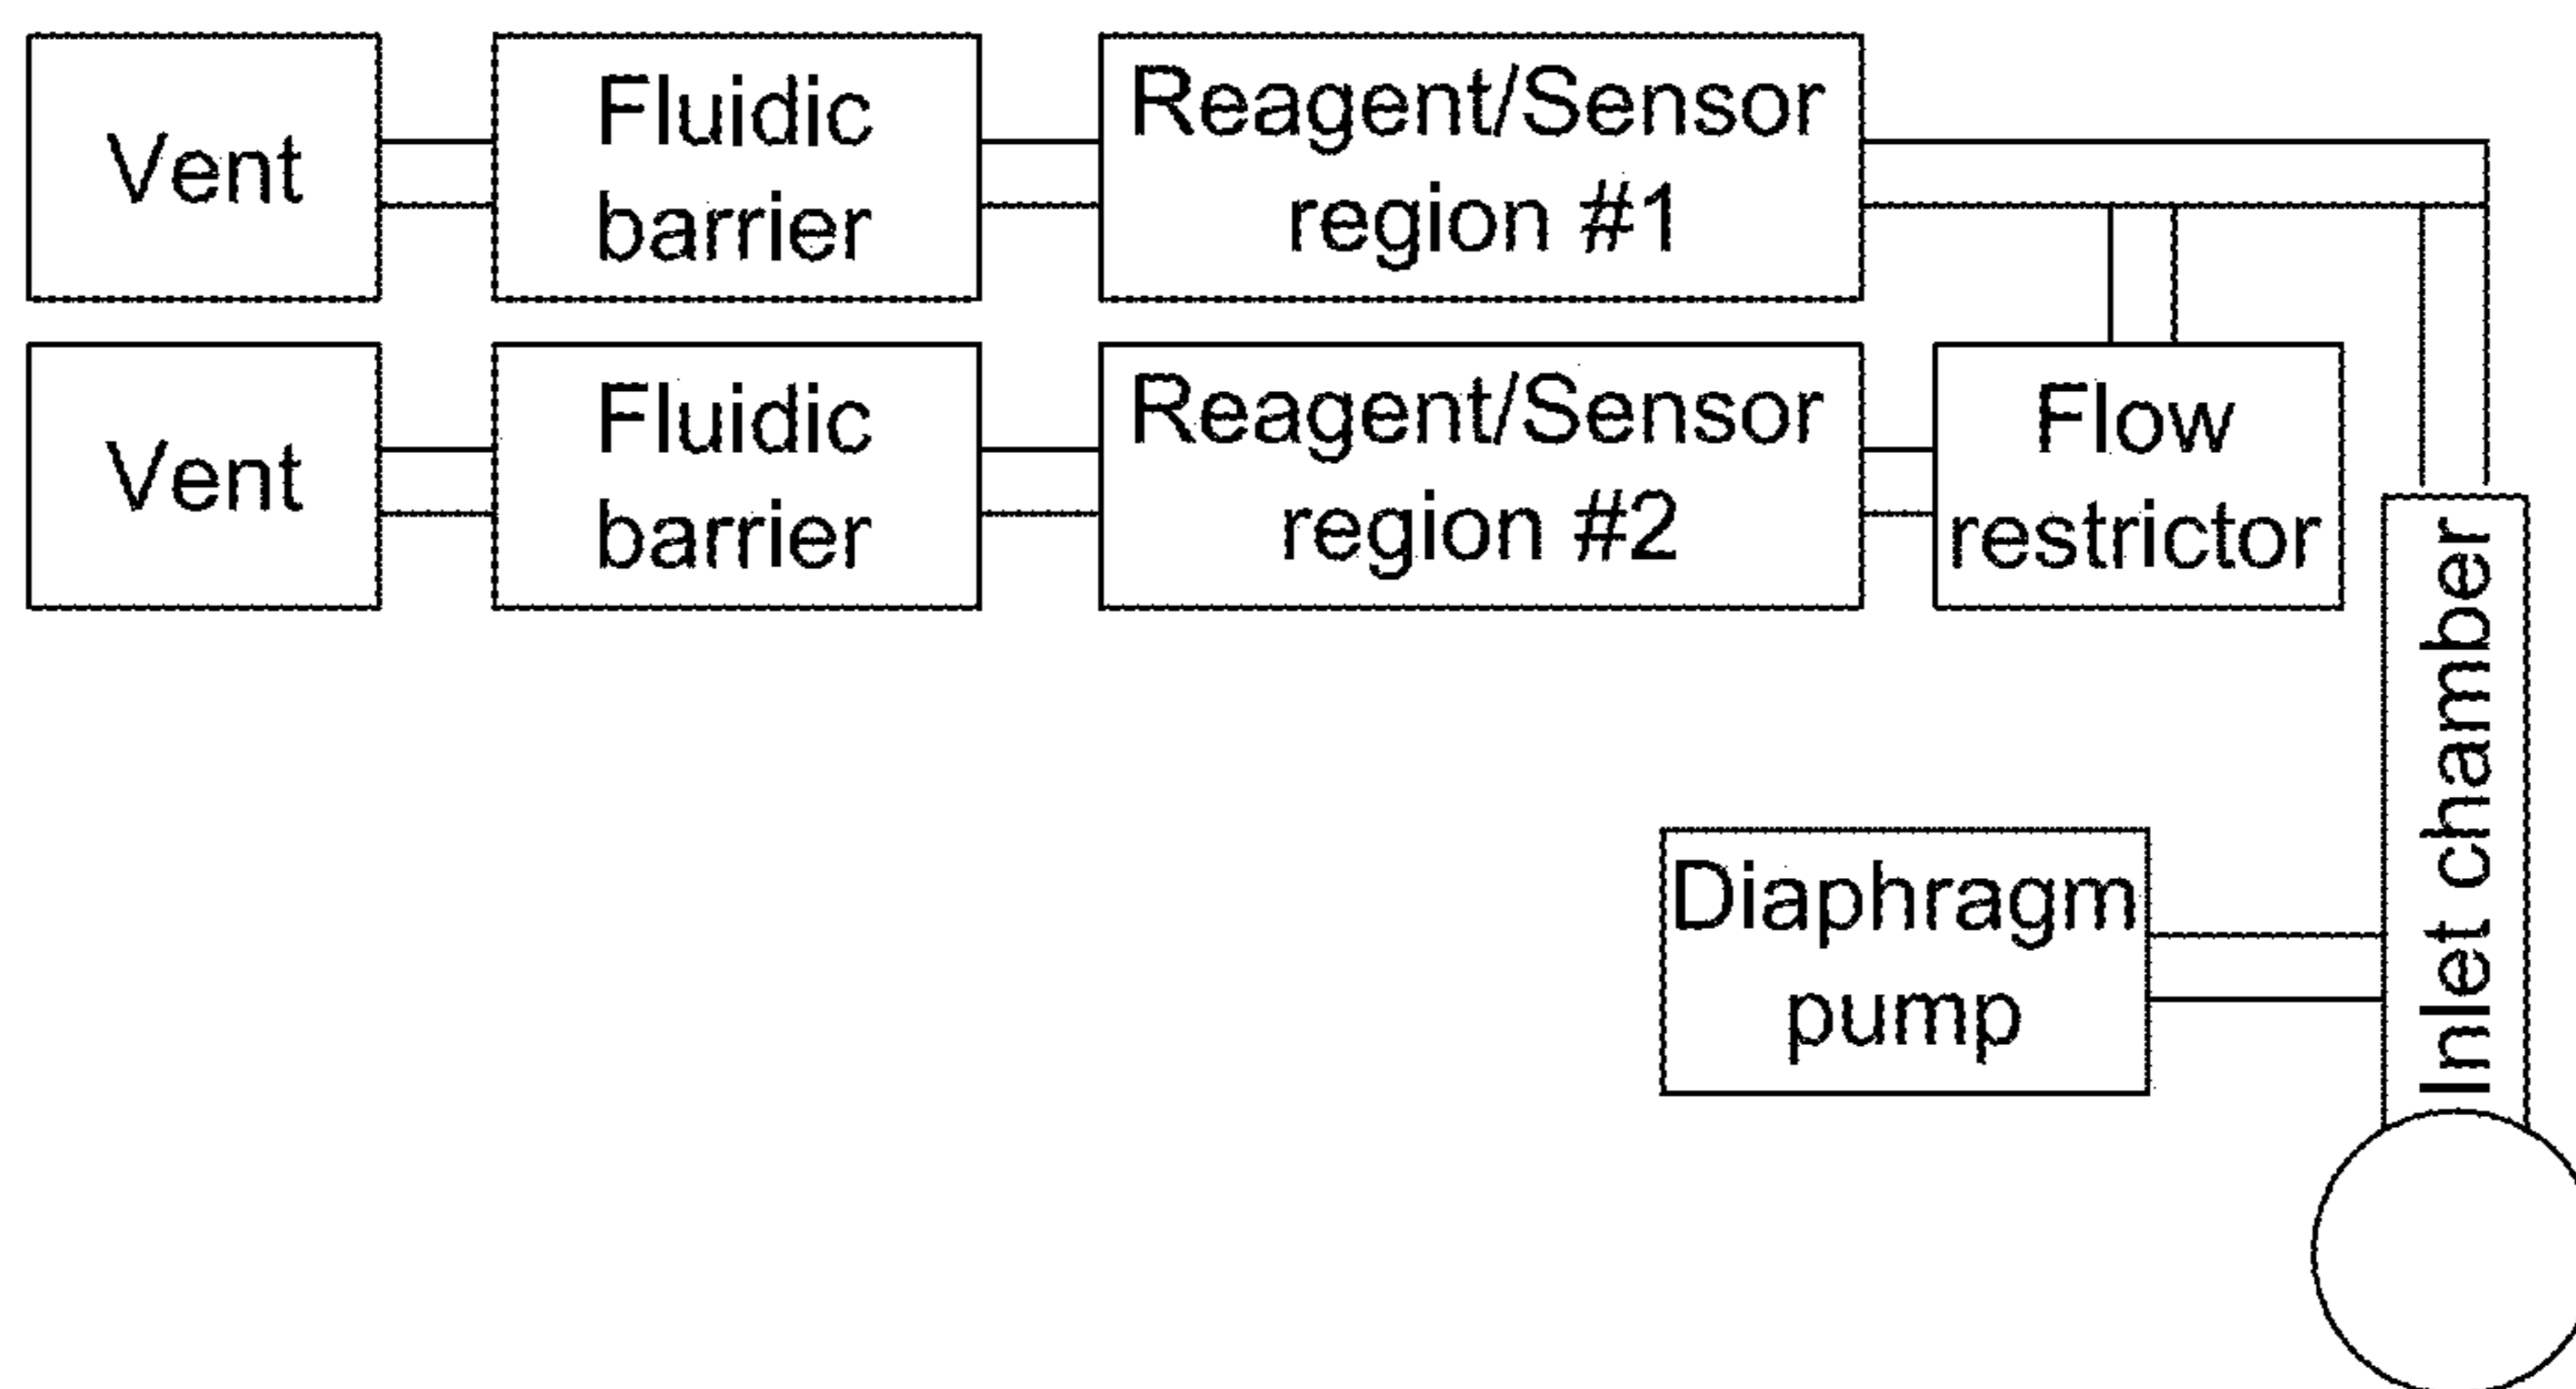 Vent
Fluidic
barrier
Reagent/Sensor
region #1
Vent
Fluidic
barrier
Reagent/Sensor
region #2
Flow
restrictor
Inlet chamber
Diaphragm
pump